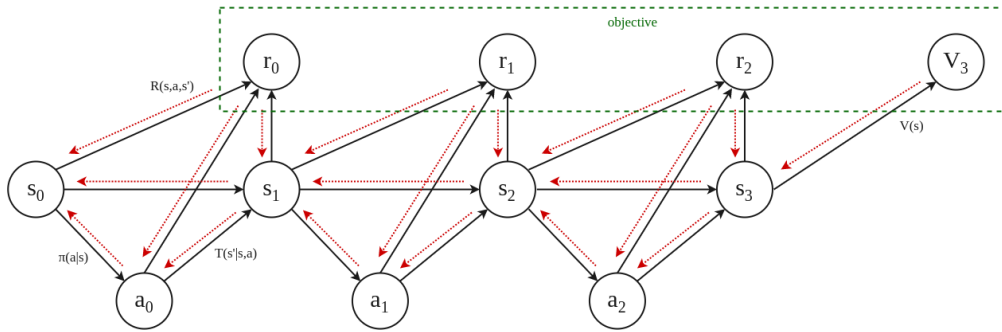 objective
r₀
r₁
r₂
V₃
R(s,a,s')
V(s)
s₀
s₁
s₂
s₃
π(a|s)
T(s'|s,a)
a₀
a₁
a₂